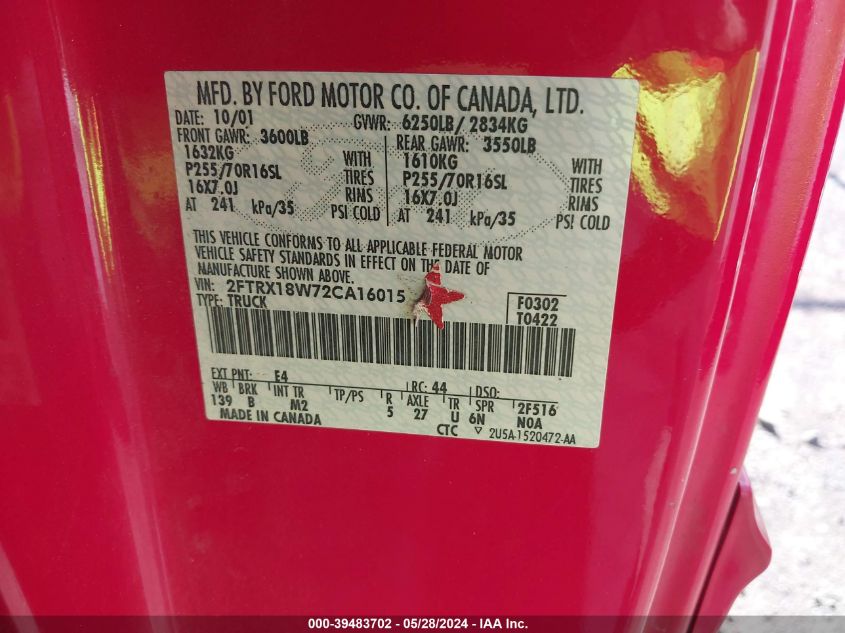 MFD. BY FORD MOTOR CO. OF CANADA, LTD.
DATE: 10/01 GVWR: 6250LB/ 2834KG
FRONT GAWR: 3600LB REAR GAWR: 3550LB
1632KG WITH 1610KG WITH
P255/70R16SL TIRES P255/70R16SL TIRES
16X7.0J RIMS 16X7.0J RIMS
AT 241 kPa/35 PSI COLD AT 241 kPa/35 PSI COLD
THIS VEHICLE CONFORMS TO ALL APPLICABLE FEDERAL MOTOR
VEHICLE SAFETY STANDARDS IN EFFECT ON THE DATE OF
MANUFACTURE SHOWN ABOVE.
VIN: 2FTRX18W72CA16015 F0302
TYPE: TRUCK T0422
EXT PNT: E4 RC: 44 DSO:
WB BRK INT TR TP/PS R AXLE TR SPR 2F516
139 B M2 5 27 U 6N NOA
MADE IN CANADA CTC ▽ 2U5A-1520472-AA
000-39483702 - 05/28/2024 - IAA Inc.